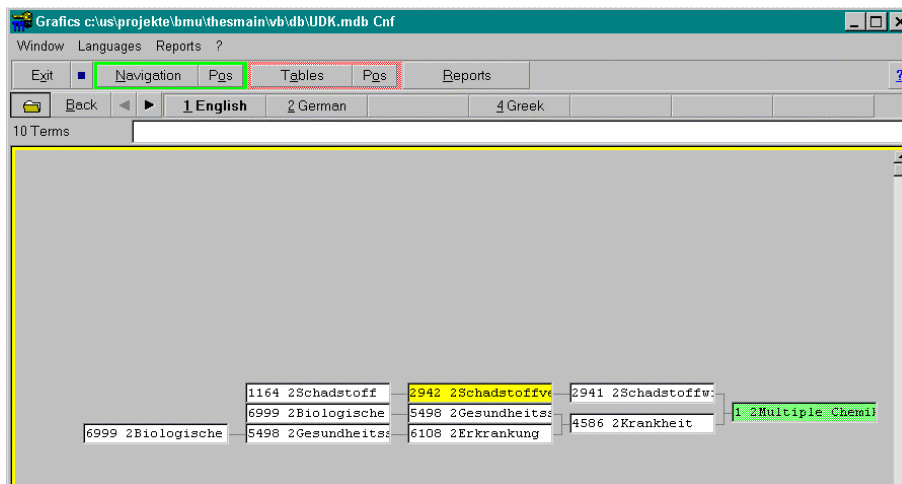 Grafics c:\us\projekte\bmu\thesmain\vb\db\UDK.mdb Cnf
Window Languages Reports ?
Exit Navigation Pos Tables Pos Reports ?
Back 1 English 2 German 4 Greek
10 Terms
1164 2Schadstoff 2942 2Schadstoffve 2941 2Schadstoffw
6999 2Biologische 5498 2Gesundheitss
1 2Multiple Chemi
4586 2Krankheit
6999 2Biologische 5498 2Gesundheitss 6108 2Erkrankung